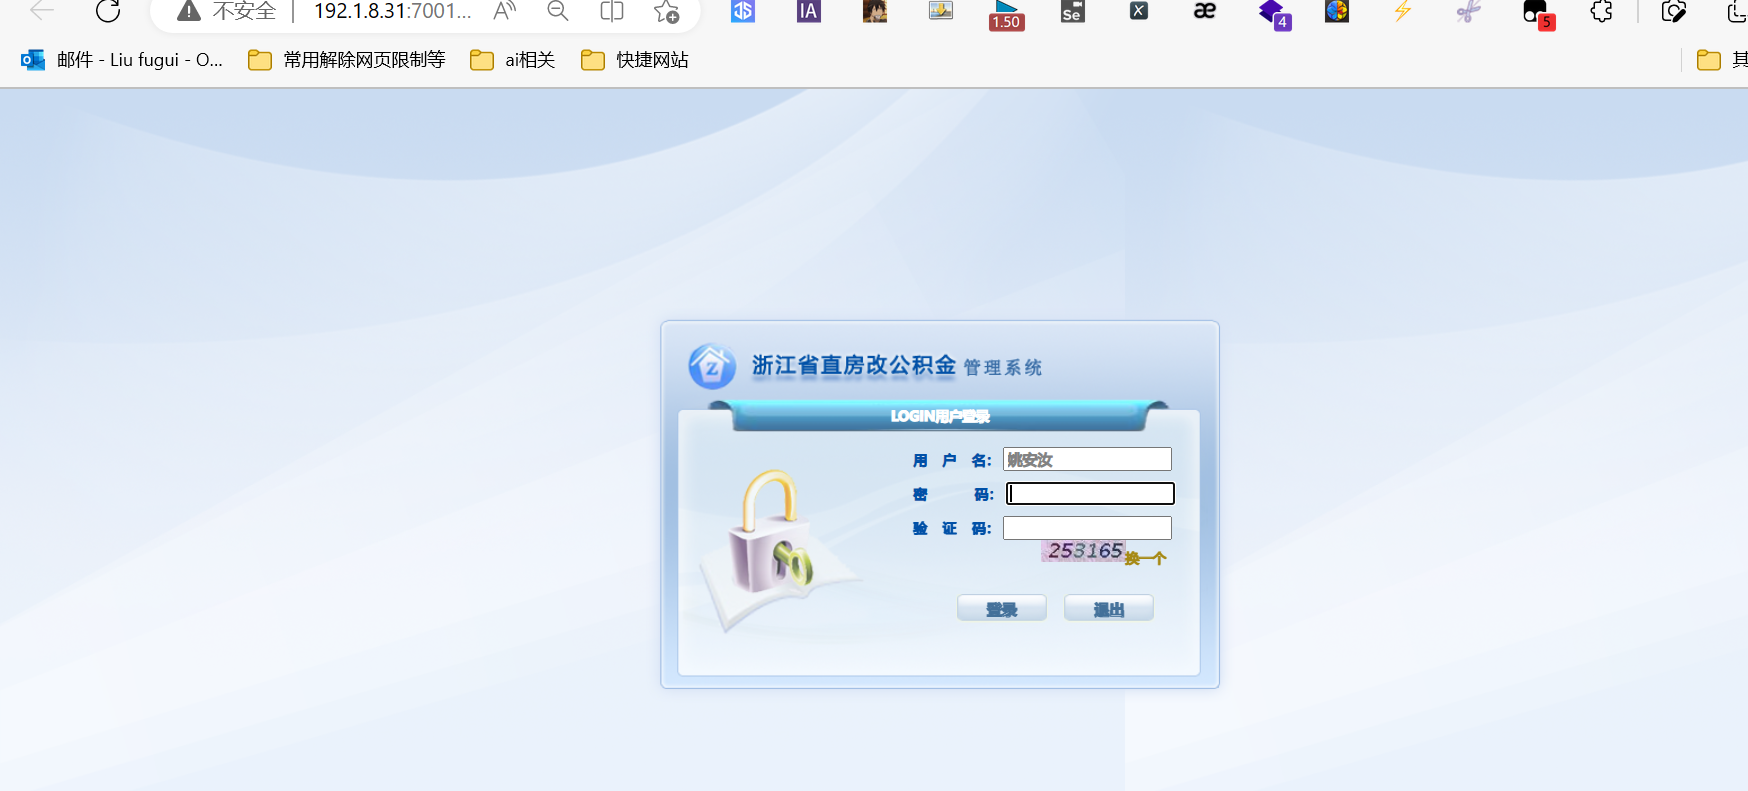 不安全 192.1.8.31:7001... A 1.50 Se X æ 4 5
邮件 - Liu fugui - O... 常用解除网页限制等 ai相关 快捷网站 其
浙江省直房改公积金 管理系统
LOGIN用户登录
用 户 名: 姚安汝
密 码:
验 证 码:
253165 换一个
登录 退出